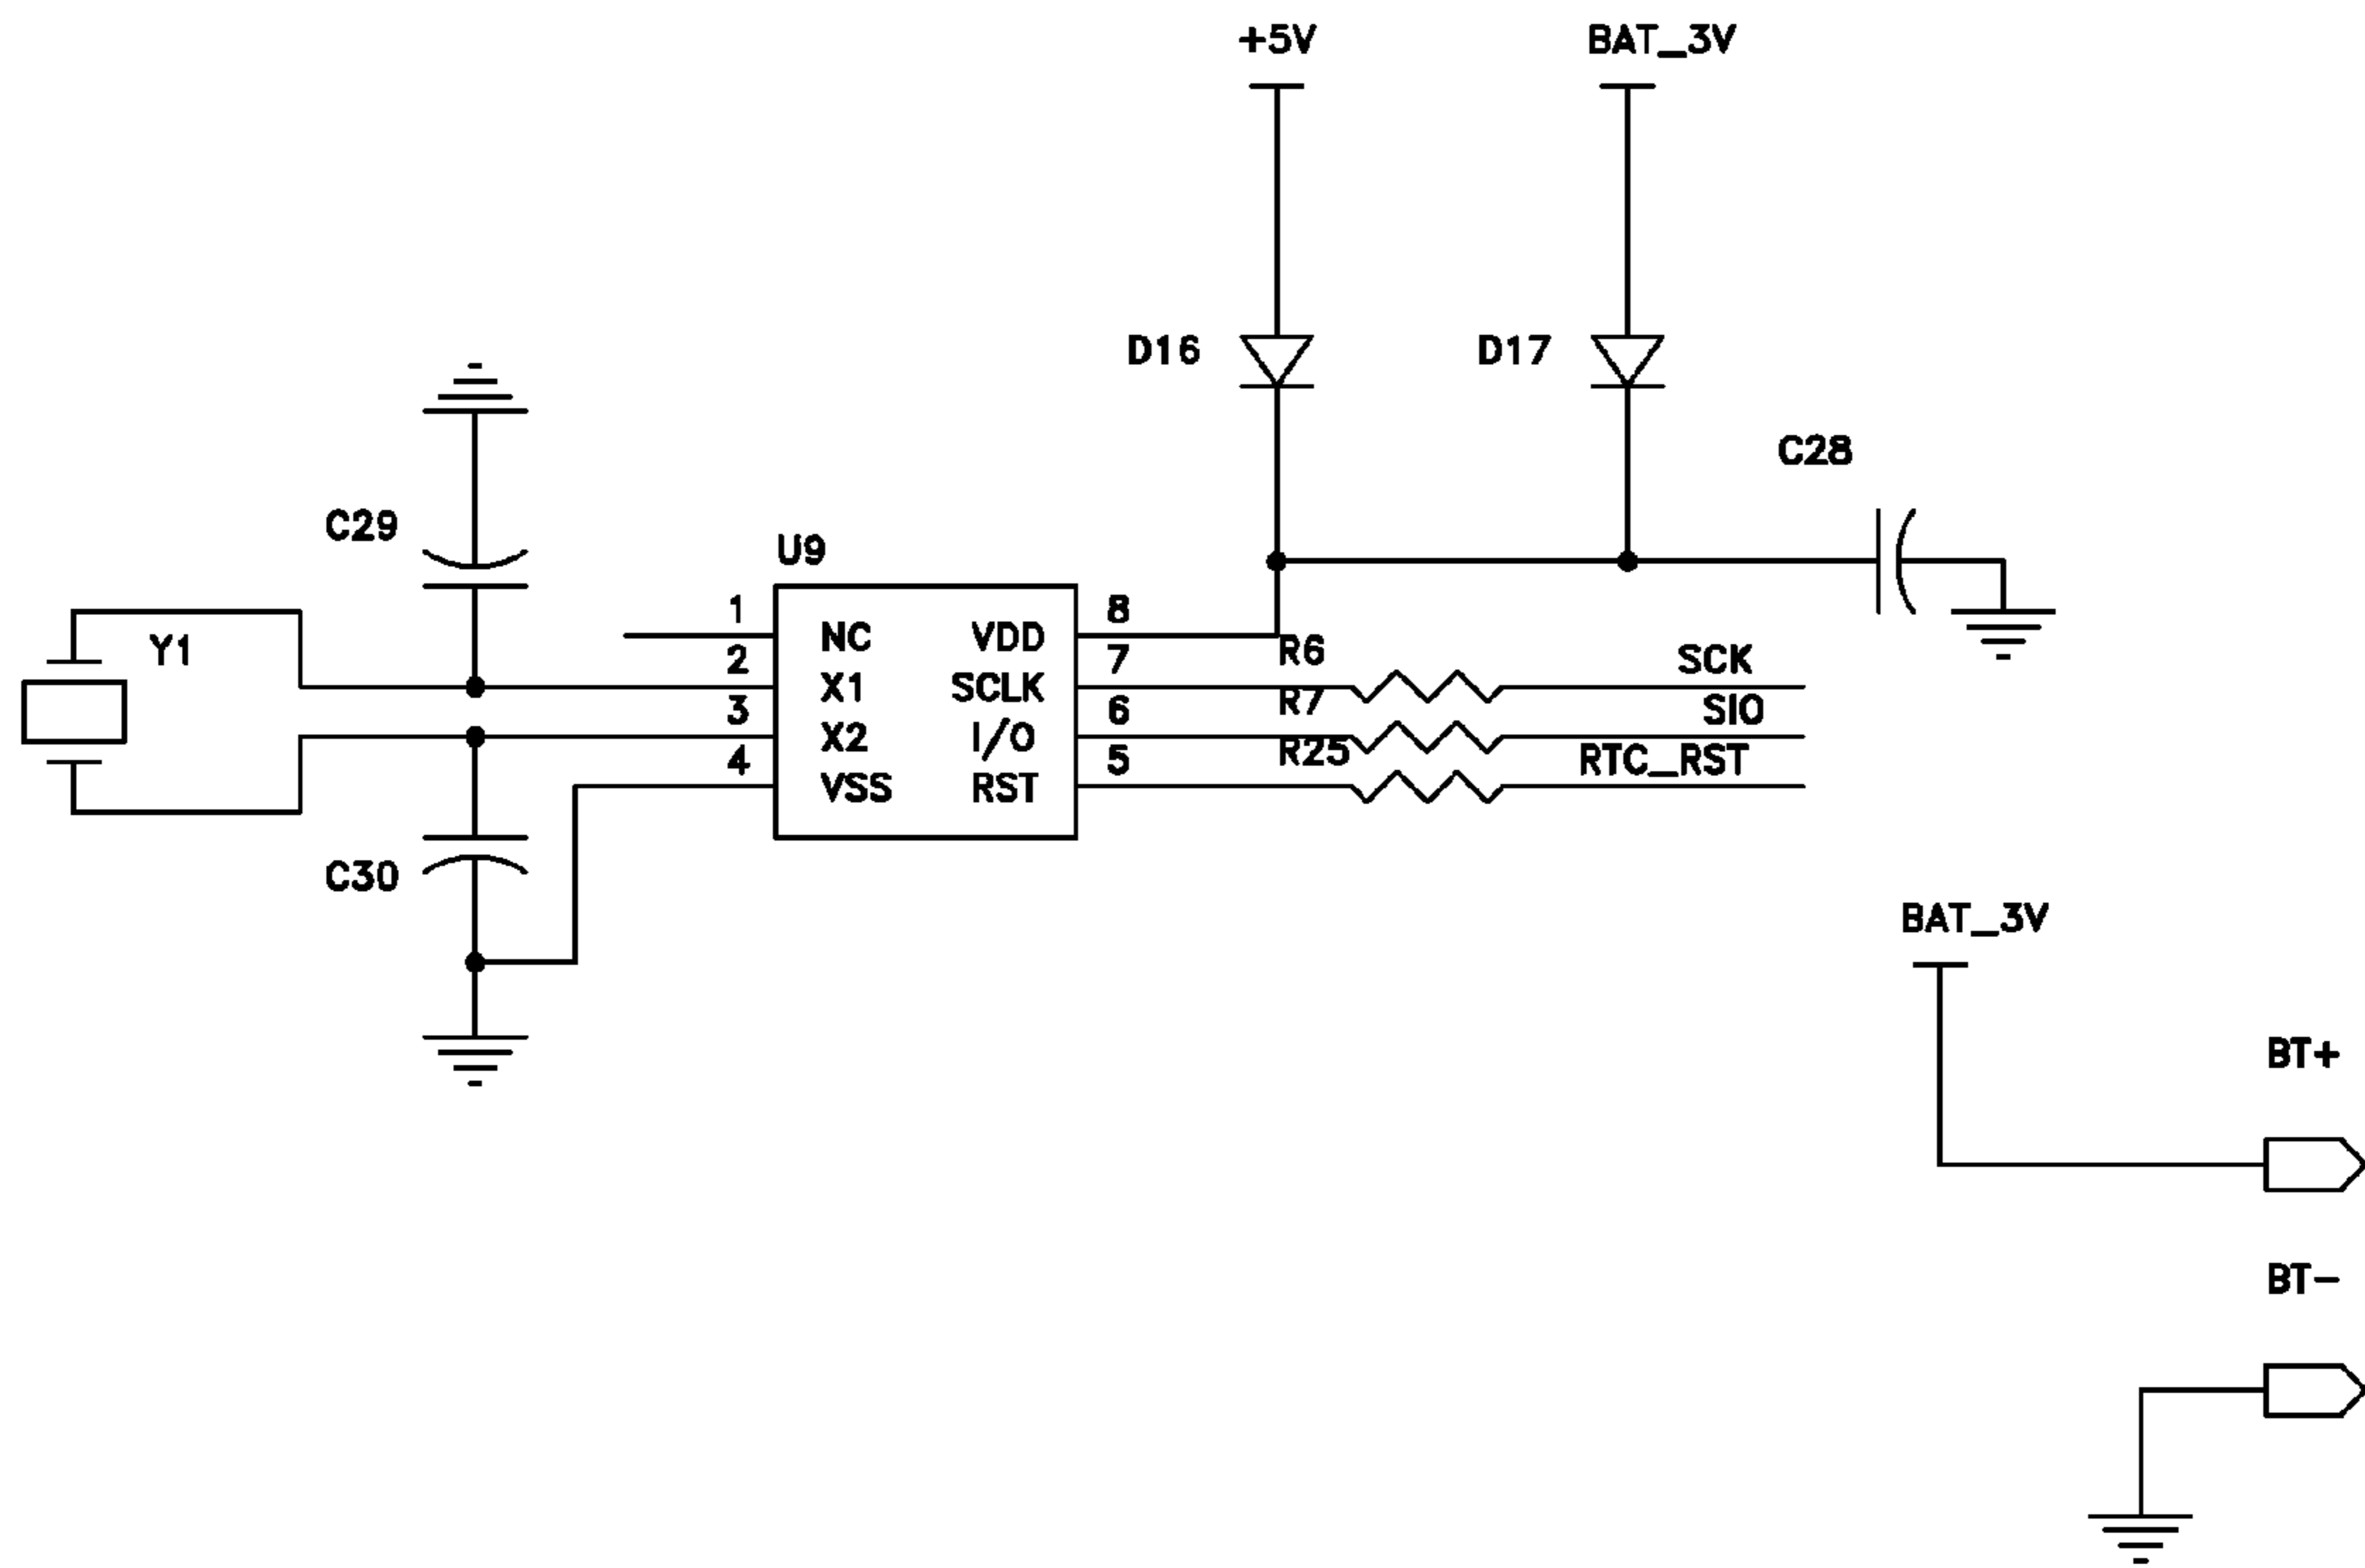 +5V BAT_3V
D16 D17
C28
C29
U9
1 NC VDD 8
R6
Y1
2 X1 SCLK 7 SCK
R7
3 X2 I/O 6 SIO
R25
4 VSS RST 5 RTC_RST
C30
BAT_3V
BT+
BT-